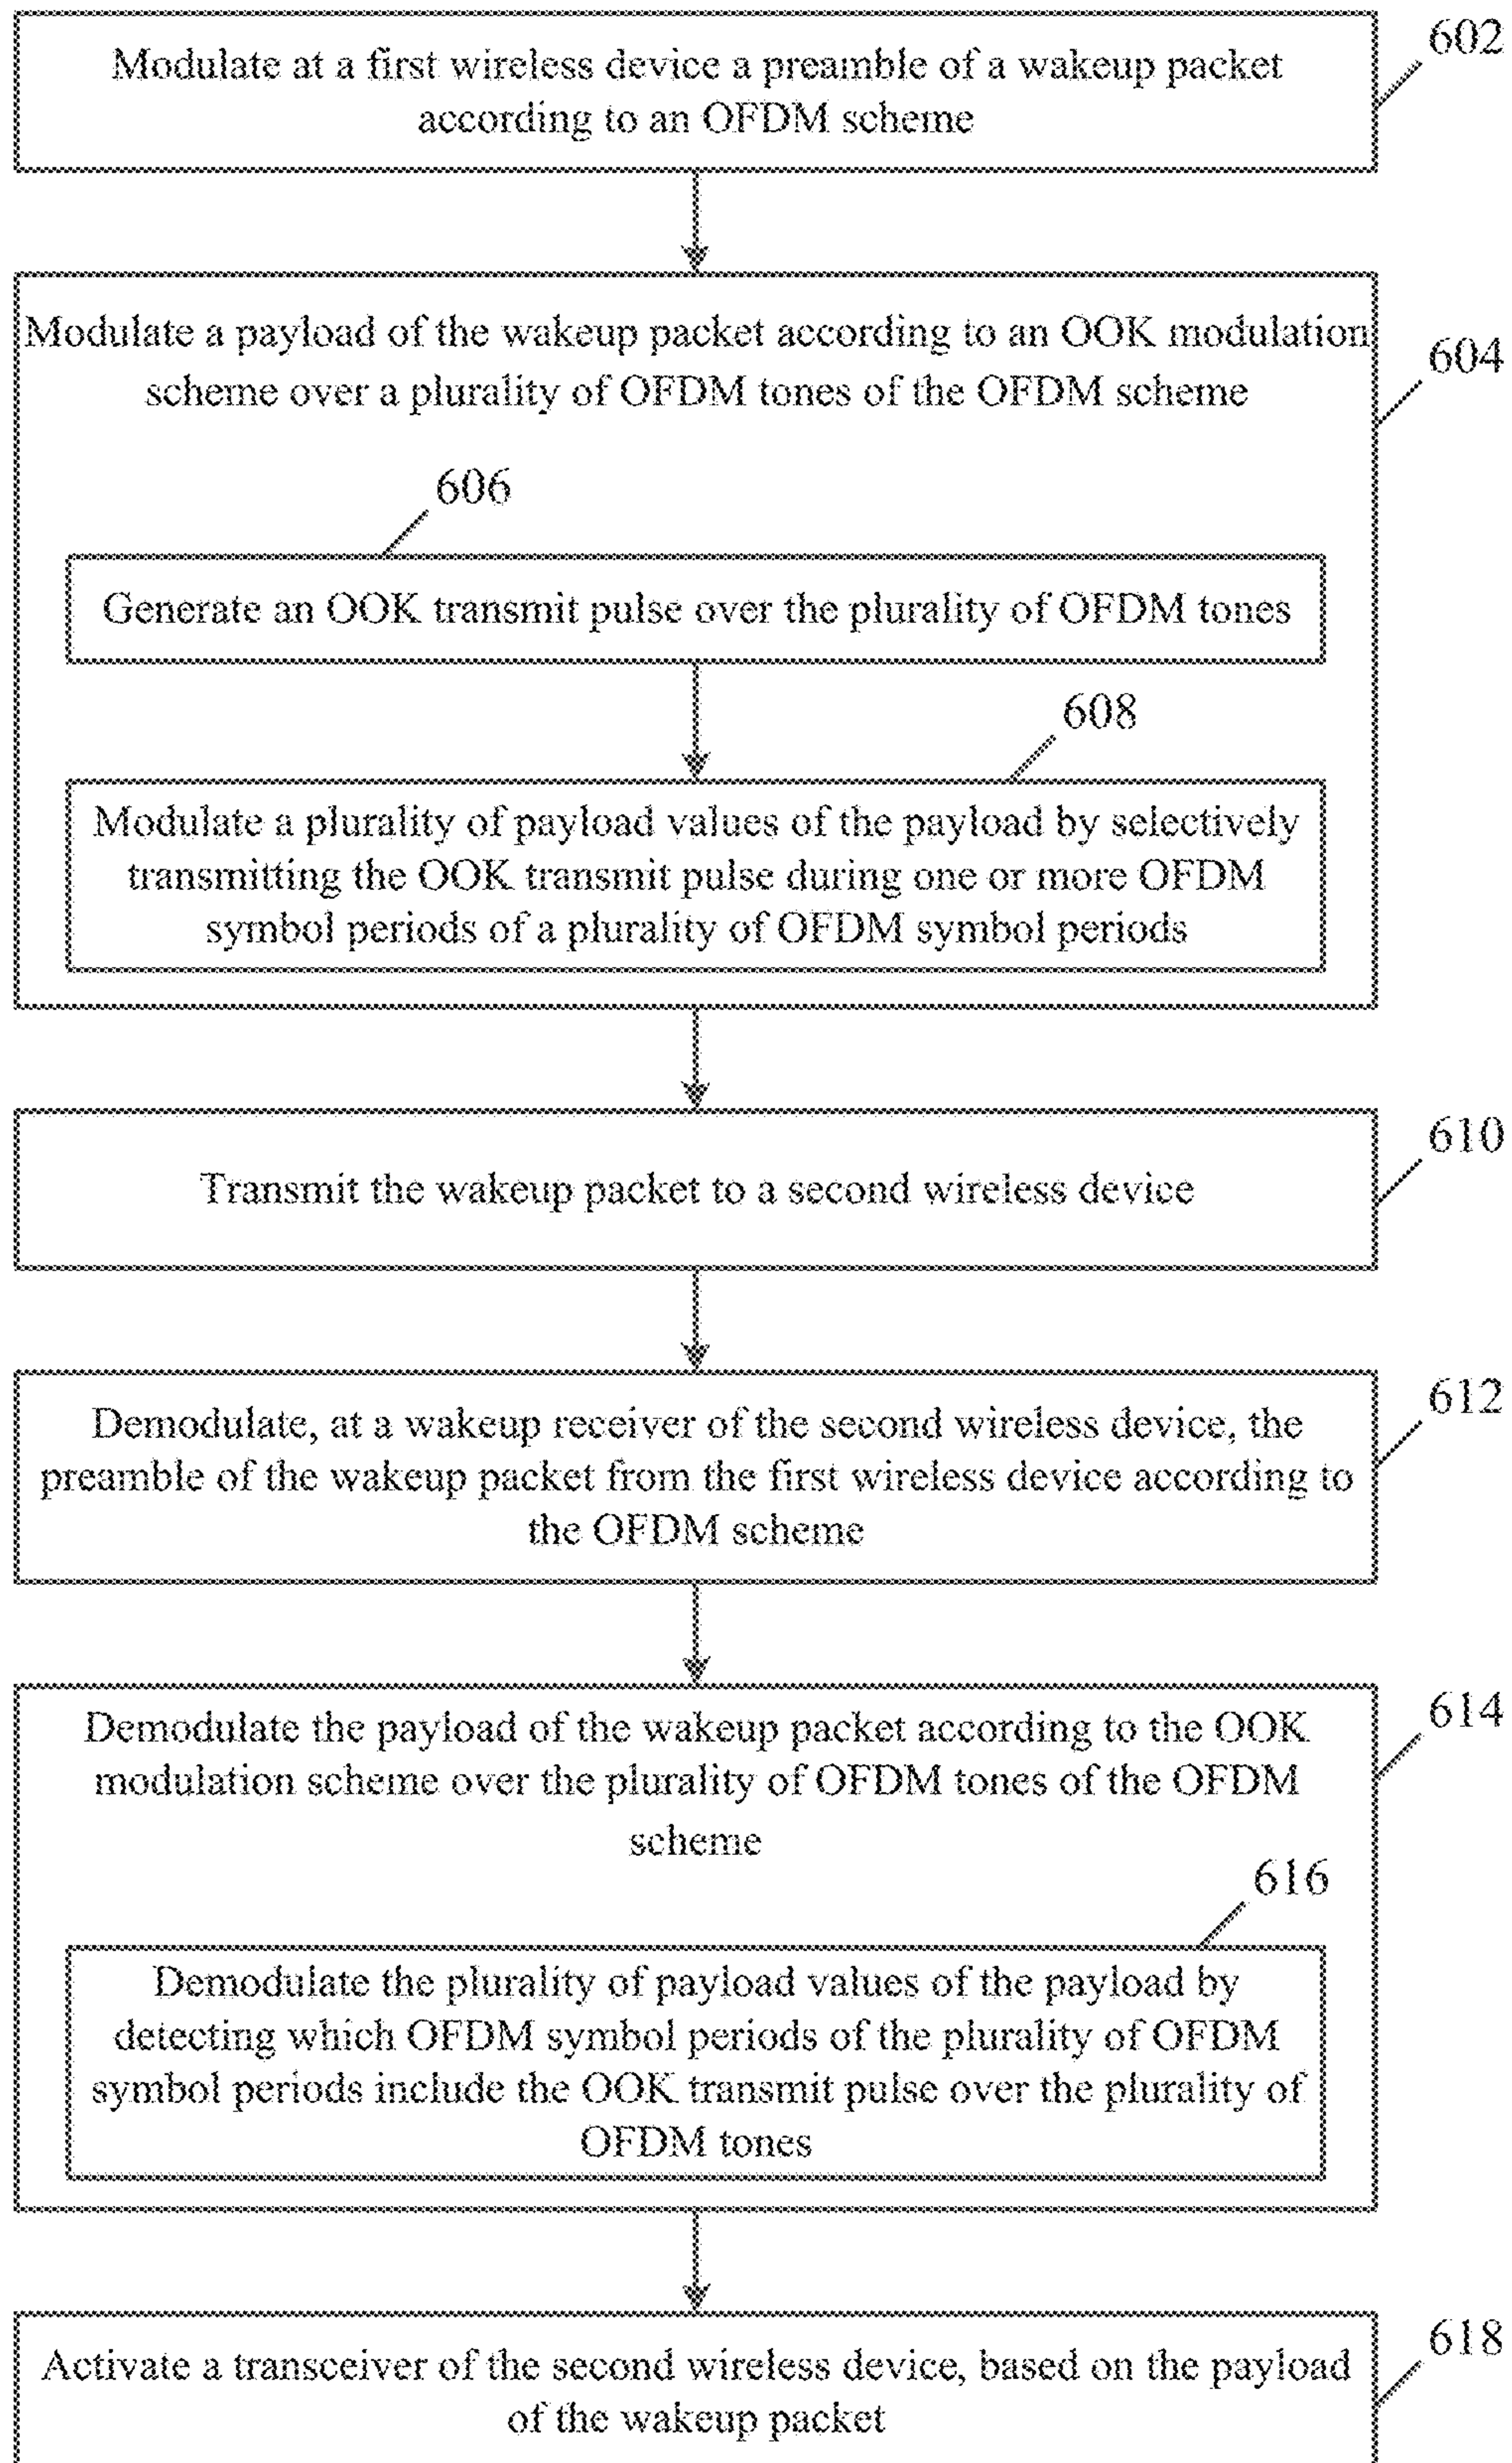 602
Modulate at a first wireless device a preamble of a wakeup packet
according to an OFDM scheme
Modulate a payload of the wakeup packet according to an OOK modulation
scheme over a plurality of OFDM tones of the OFDM scheme
604
606
Generate an OOK transmit pulse over the plurality of OFDM tones
608
Modulate a plurality of payload values of the payload by selectively
transmitting the OOK transmit pulse during one or more OFDM
symbol periods of a plurality of OFDM symbol periods
610
Transmit the wakeup packet to a second wireless device
612
Demodulate, at a wakeup receiver of the second wireless device, the
preamble of the wakeup packet from the first wireless device according to
the OFDM scheme
614
Demodulate the payload of the wakeup packet according to the OOK
modulation scheme over the plurality of OFDM tones of the OFDM
scheme
616
Demodulate the plurality of payload values of the payload by
detecting which OFDM symbol periods of the plurality of OFDM
symbol periods include the OOK transmit pulse over the plurality of
OFDM tones
618
Activate a transceiver of the second wireless device, based on the payload
of the wakeup packet